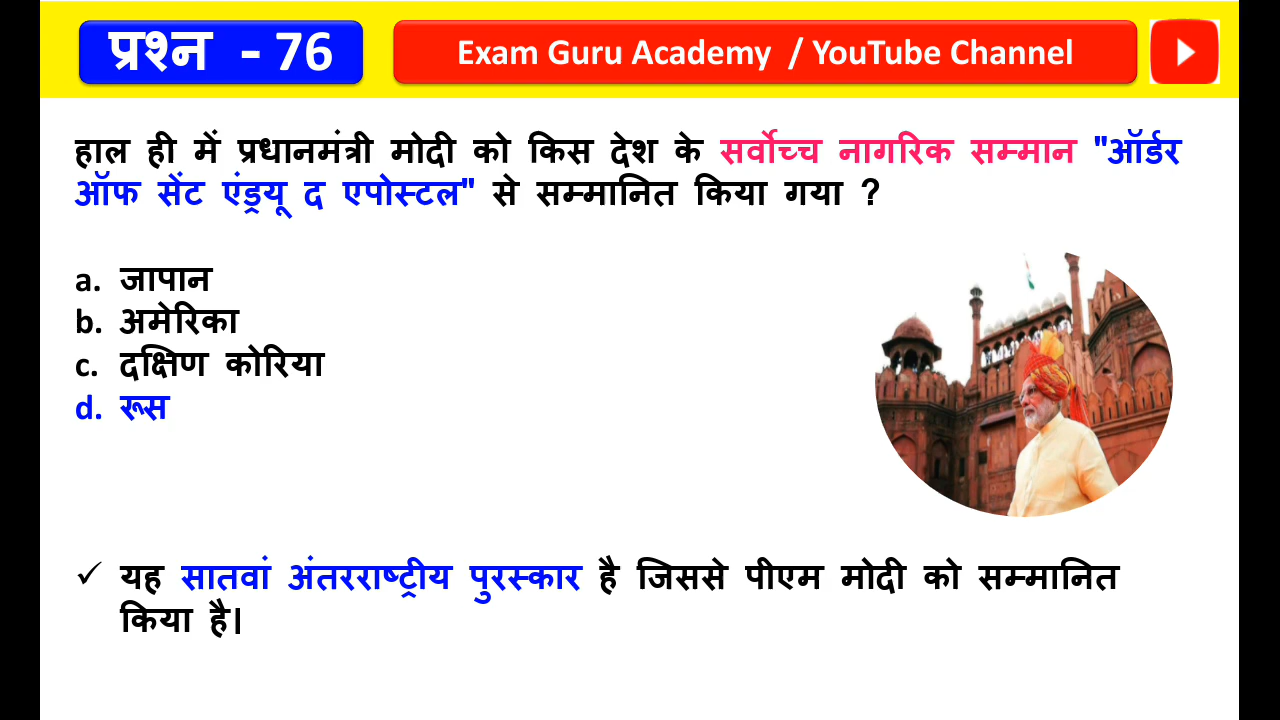 प्रश्न - 76
Exam Guru Academy / YouTube Channel
हाल ही में प्रधानमंत्री मोदी को किस देश के सर्वोच्च नागरिक सम्मान "ऑर्डर
ऑफ सेंट एंड्रयू द एपोस्टल" से सम्मानित किया गया ?
a. जापान
b. अमेरिका
c. दक्षिण कोरिया
d. रूस
✓ यह सातवां अंतरराष्ट्रीय पुरस्कार है जिससे पीएम मोदी को सम्मानित
किया है।